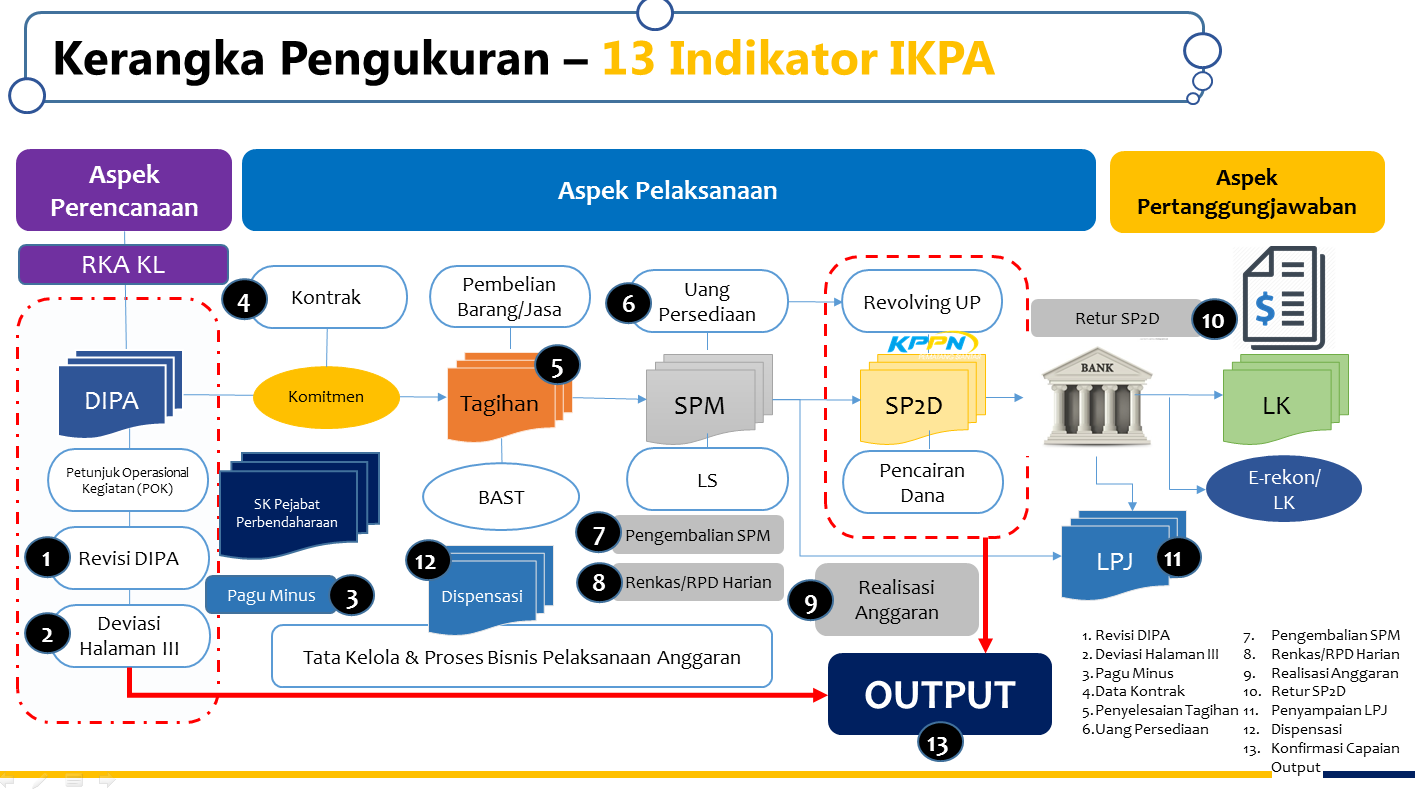 Kerangka Pengukuran – 13 Indikator IKPA
Aspek
Perencanaan
Aspek Pelaksanaan
Aspek
Pertanggungjawaban
RKA KL
4
Kontrak
Pembelian
Barang/Jasa
6
Uang
Persediaan
Revolving UP
Retur SP2D
10
$
KPPN
BANK
5
DIPA
Komitmen
Tagihan
SPM
SP2D
LK
Petunjuk Operasional
Kegiatan (POK)
SK Pejabat
Perbendaharaan
BAST
LS
Pencairan
Dana
E-rekon/
LK
1
Revisi DIPA
12
Dispensasi
7
Pengembalian SPM
8
Renkas/RPD Harian
LPJ
11
Pagu Minus
3
9
Realisasi
Anggaran
2
Deviasi
Halaman III
Tata Kelola & Proses Bisnis Pelaksanaan Anggaran
OUTPUT
13
1. Revisi DIPA
2. Deviasi Halaman III
3. Pagu Minus
4. Data Kontrak
5. Penyelesaian Tagihan
6. Uang Persediaan
7. Pengembalian SPM
8. Renkas/RPD Harian
9. Realisasi Anggaran
10. Retur SP2D
11. Penyampaian LPJ
12. Dispensasi
13. Konfirmasi Capaian
Output